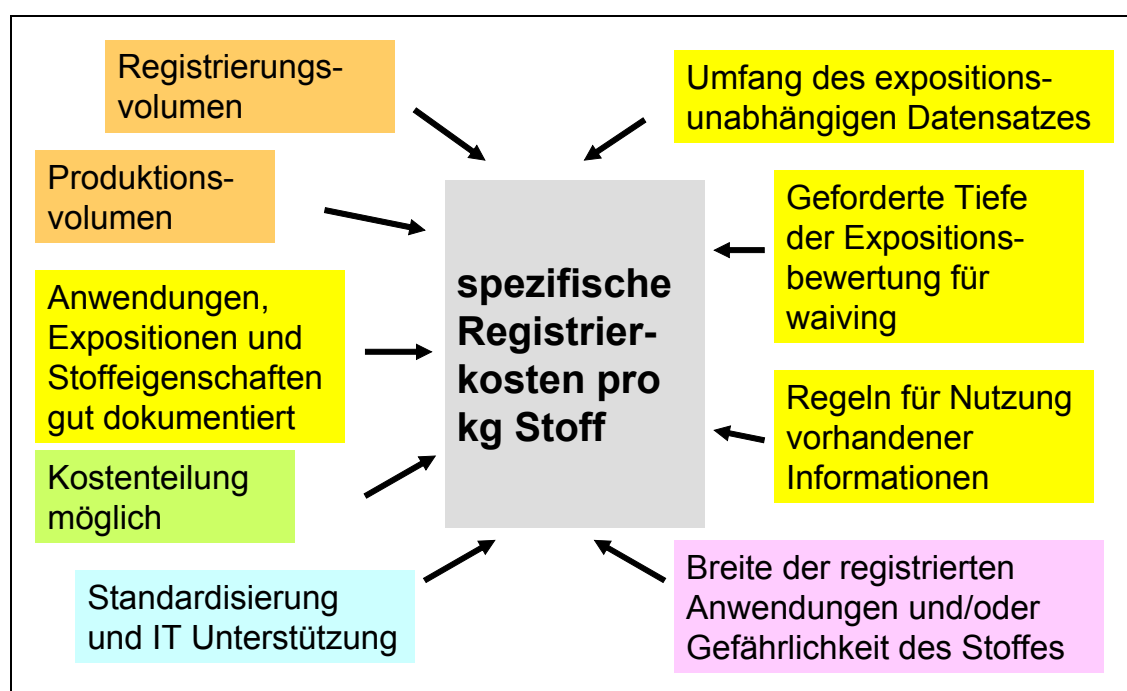 Registrierungs-
volumen
Produktions-
volumen
Anwendungen,
Expositionen und
Stoffeigenschaften
gut dokumentiert
Kostenteilung
möglich
Standardisierung
und IT Unterstützung
spezifische
Registrier-
kosten pro
kg Stoff
Umfang des expositions-
unabhängigen Datensatzes
Geforderte Tiefe
der Expositions-
bewertung für
waiving
Regeln für Nutzung
vorhandener
Informationen
Breite der registrierten
Anwendungen und/oder
Gefährlichkeit des Stoffes